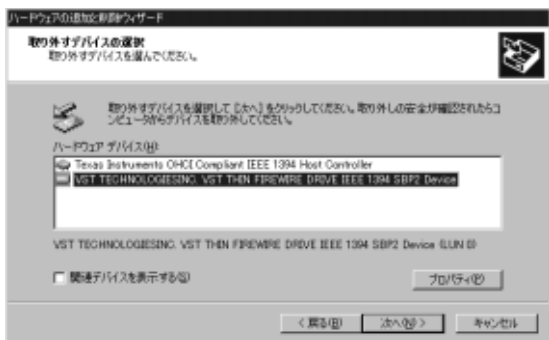 ハードウェアの追加と削除ウィザード
取り外すデバイスの選択
取り外すデバイスを選んでください。
取り外すデバイスを選択して [次へ] をクリックしてください。取り外しの安全が確認されたらコ
ンピュータからデバイスを取り外してください。
ハードウェア デバイス(H):
Texas Instruments OHCI Compliant IEEE 1394 Host Controller
VST TECHNOLOGIESINC. VST THIN FIREWIRE DRIVE IEEE 1394 SBP2 Device
VST TECHNOLOGIESINC. VST THIN FIREWIRE DRIVE IEEE 1394 SBP2 Device (LUN 0)
関連デバイスを表示する(S)
プロパティ(P)
< 戻る(B)
次へ(N) >
キャンセル